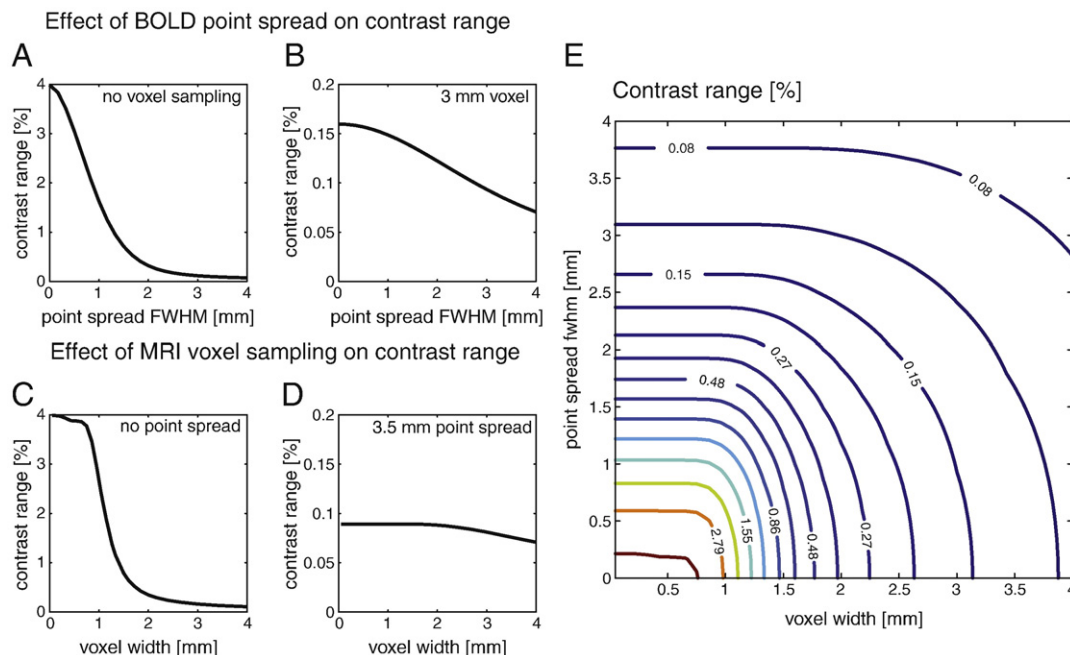 Effect of BOLD point spread on contrast range
A
B
E
no voxel sampling
3 mm voxel
contrast range [%]
4
3
2
1
0
0 1 2 3 4
point spread FWHM [mm]
contrast range [%]
0.2
0.15
0.1
0.05
0
0 1 2 3 4
point spread FWHM [mm]
Effect of MRI voxel sampling on contrast range
C
D
no point spread
3.5 mm point spread
contrast range [%]
4
3
2
1
0
0 1 2 3 4
voxel width [mm]
contrast range [%]
0.2
0.15
0.1
0.05
0
0 1 2 3 4
voxel width [mm]
Contrast range [%]
point spread fwhm [mm]
4
3.5
3
2.5
2
1.5
1
0.5
0
0.08
0.08
0.15
0.15
0.27
0.27
0.48
0.48
0.86
1.55
2.79
0.5 1 1.5 2 2.5 3 3.5 4
voxel width [mm]